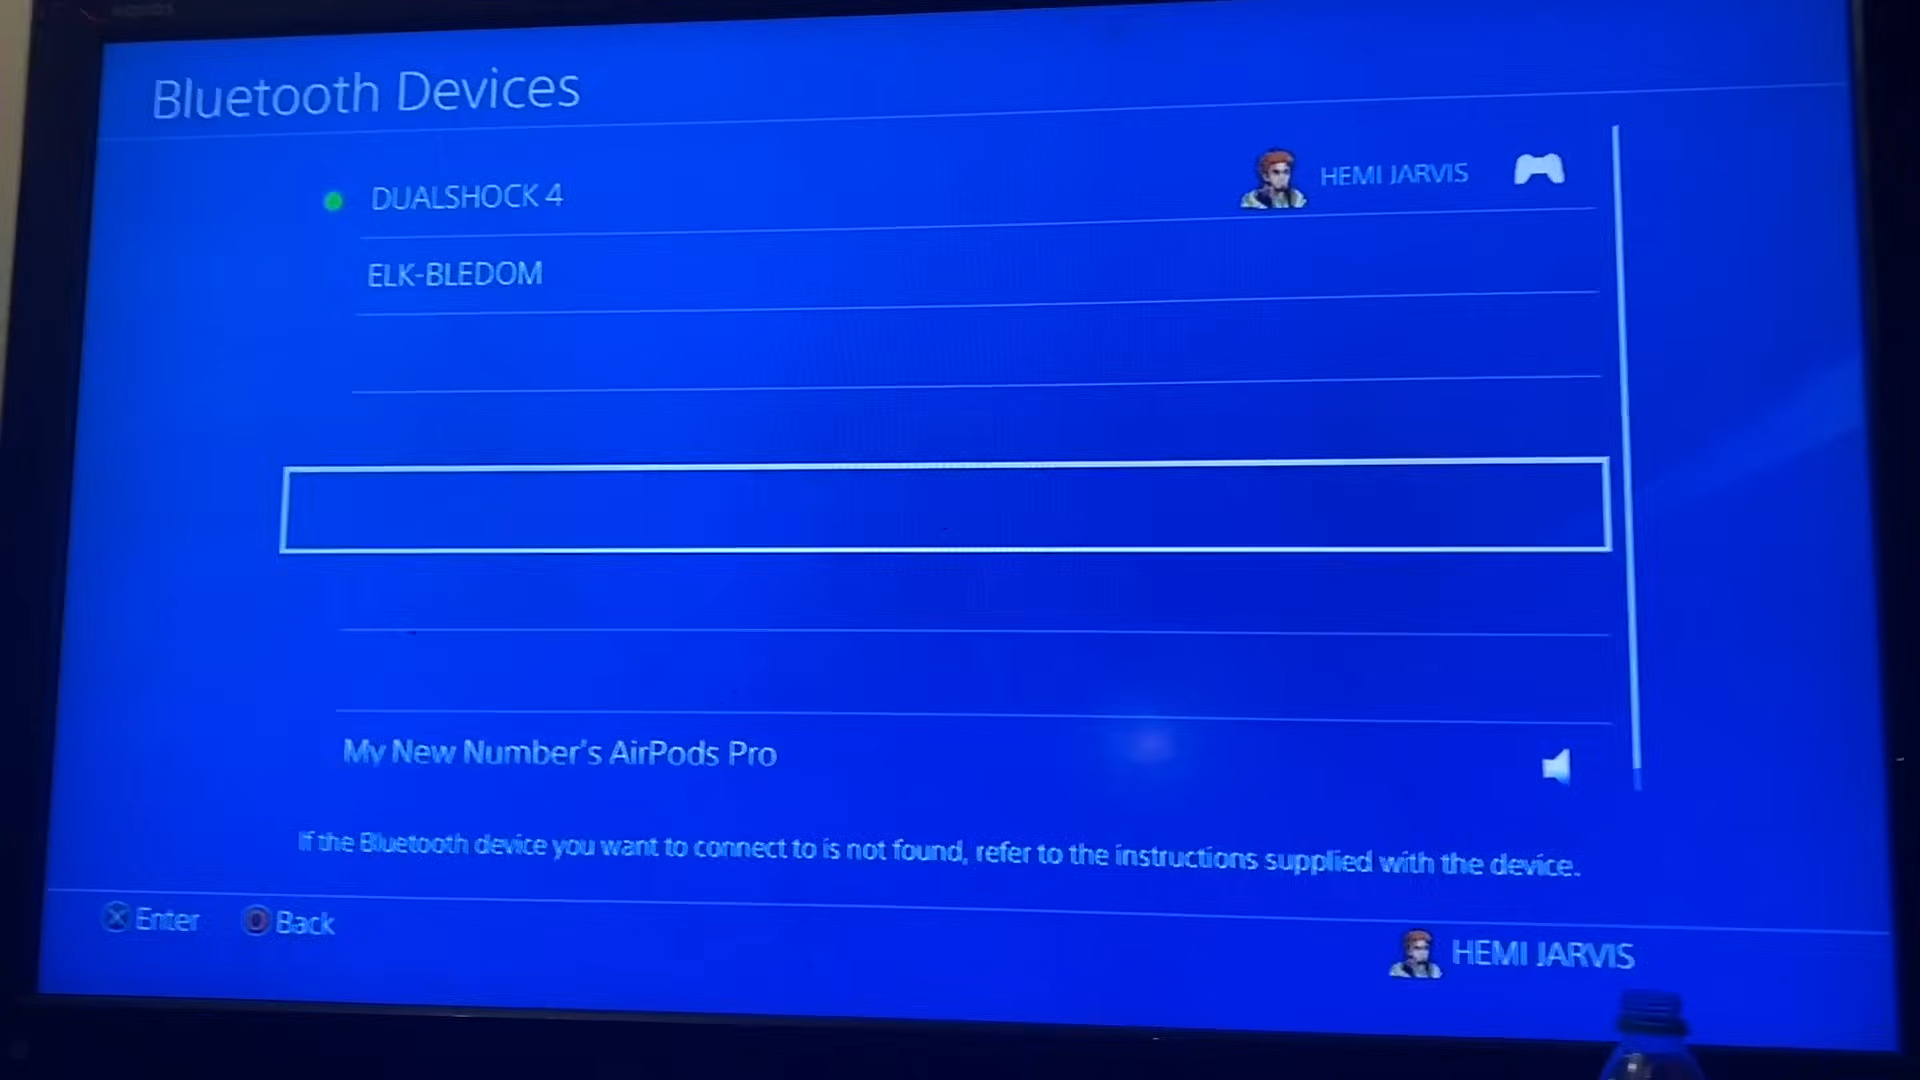 Bluetooth Devices
DUALSHOCK 4
HEMI JARVIS
ELK-BLEDOM
My New Number's AirPods Pro
If the Bluetooth device you want to connect to is not found, refer to the instructions supplied with the device.
Enter
Back
HEMI JARVIS